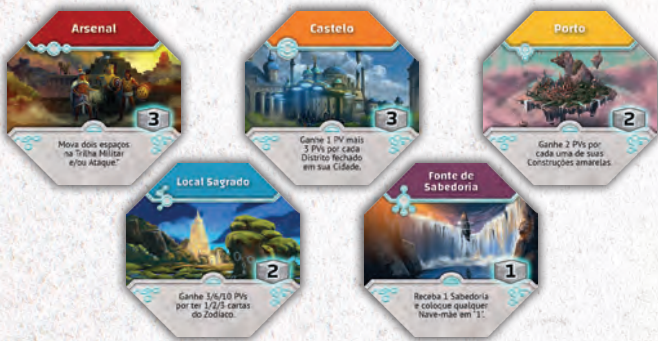 Arsenal
3
Mova dois espaços
na Trilha Militar
e/ou Ataque.
Castelo
3
Ganhe 1 PV mais
3 PVs por cada
Distrito fechado
em sua Cidade.
Porto
2
Ganhe 2 PVs por
cada uma de suas
Construções amarelas.
Local Sagrado
2
Ganhe 3/6/10 PVs
por ter 1/2/3 cartas
do Zodíaco.
Fonte de
Sabedoria
1
Receba 1 Sabedoria
e coloque qualquer
Nave-mãe em "1".